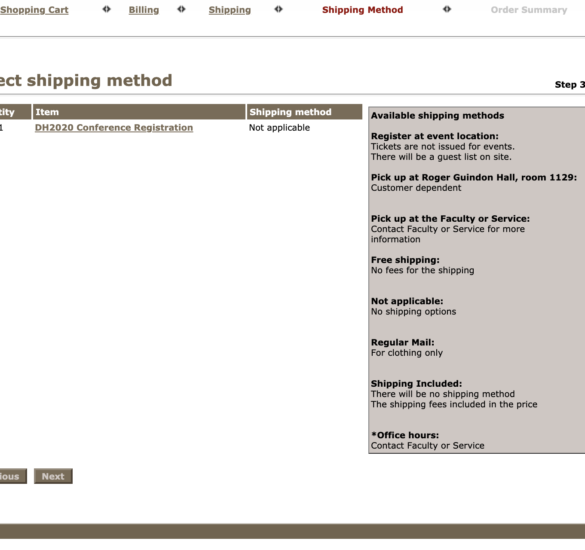 Shopping Cart Billing Shipping Shipping Method Order Summary
ect shipping method
Step 3
tity Item Shipping method
1 DH2020 Conference Registration Not applicable
Available shipping methods
Register at event location:
Tickets are not issued for events.
There will be a guest list on site.
Pick up at Roger Guindon Hall, room 1129:
Customer dependent
Pick up at the Faculty or Service:
Contact Faculty or Service for more
information
Free shipping:
No fees for the shipping
Not applicable:
No shipping options
Regular Mail:
For clothing only
Shipping Included:
There will be no shipping method
The shipping fees included in the price
*Office hours:
Contact Faculty or Service
ious Next